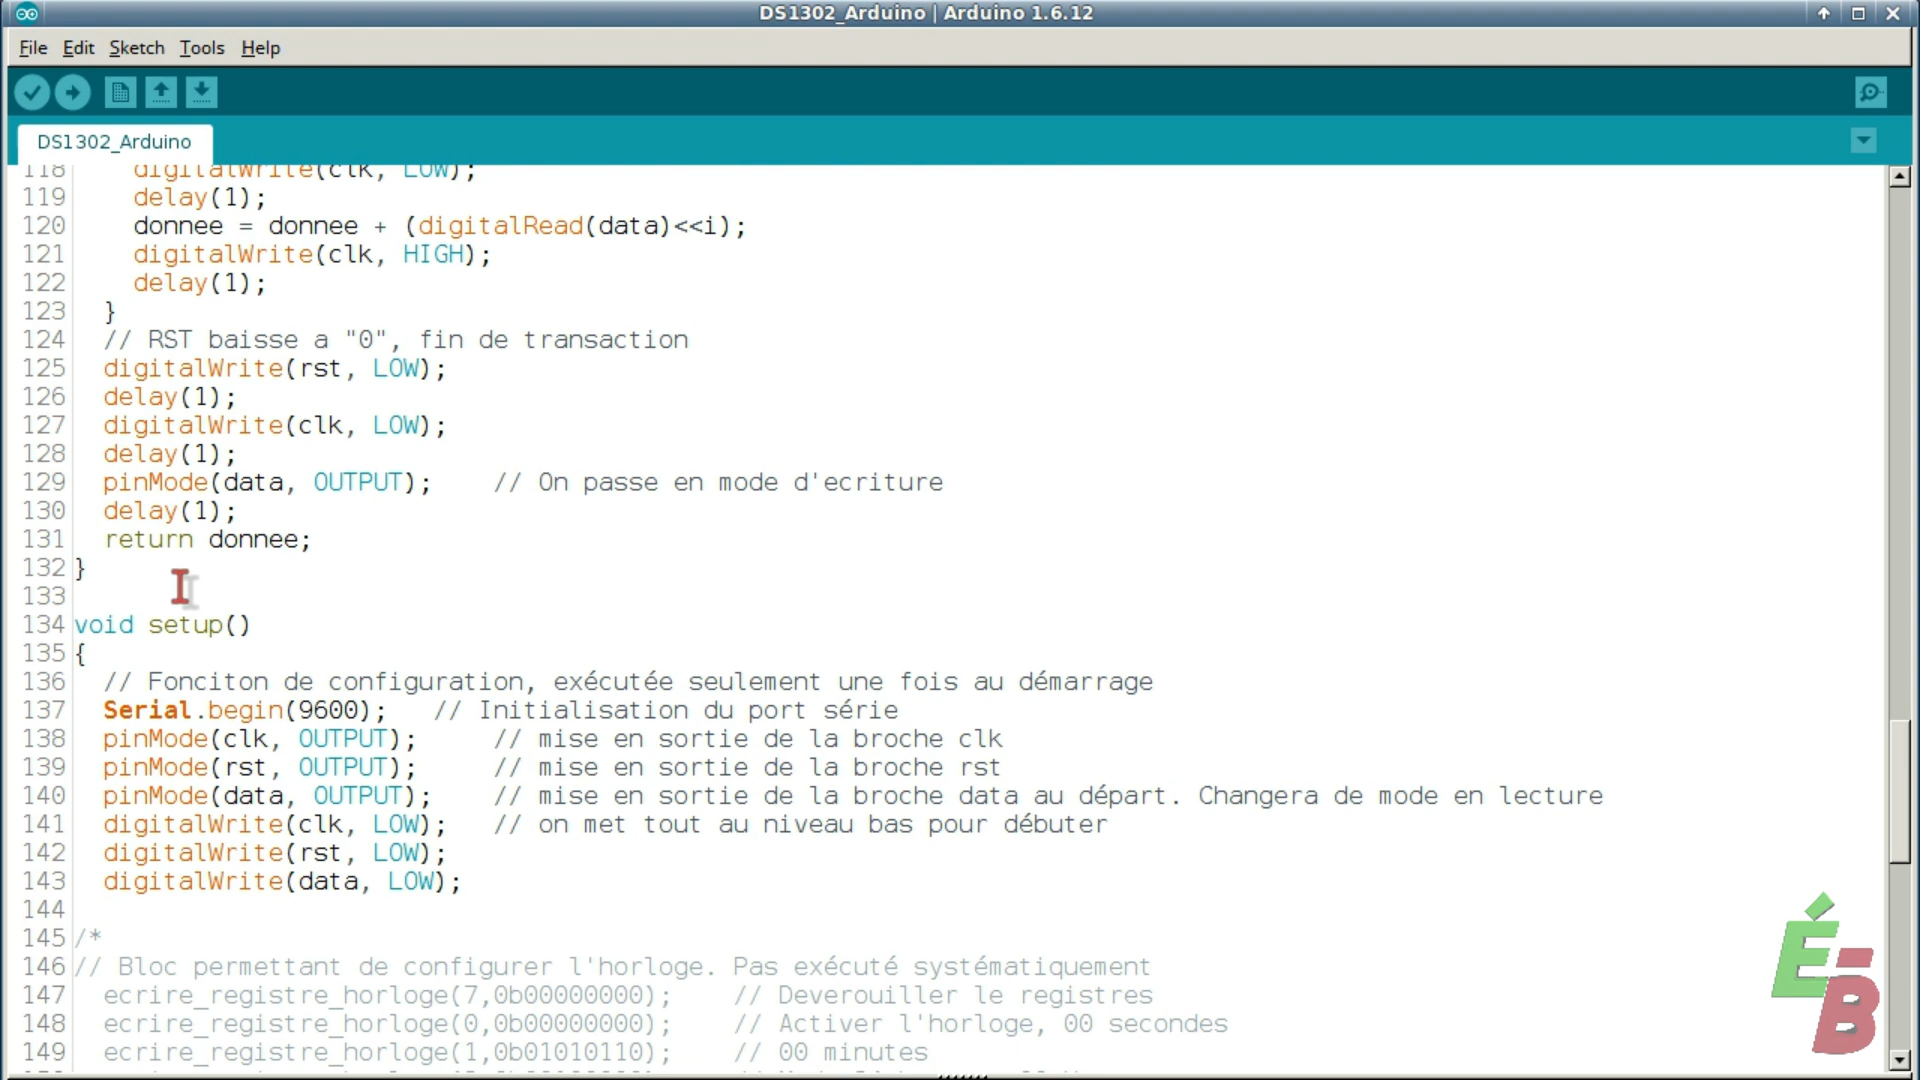 DS1302_Arduino | Arduino 1.6.12
File Edit Sketch Tools Help
DS1302_Arduino
118 digitalWrite(clk, LOW);
119 delay(1);
120 donnee = donnee + (digitalRead(data)<<i);
121 digitalWrite(clk, HIGH);
122 delay(1);
123 }
124 // RST baisse a "0", fin de transaction
125 digitalWrite(rst, LOW);
126 delay(1);
127 digitalWrite(clk, LOW);
128 delay(1);
129 pinMode(data, OUTPUT); // On passe en mode d'ecriture
130 delay(1);
131 return donnee;
132 }
133
134 void setup()
135 {
136 // Fonciton de configuration, exécutée seulement une fois au démarrage
137 Serial.begin(9600); // Initialisation du port série
138 pinMode(clk, OUTPUT); // mise en sortie de la broche clk
139 pinMode(rst, OUTPUT); // mise en sortie de la broche rst
140 pinMode(data, OUTPUT); // mise en sortie de la broche data au départ. Changera de mode en lecture
141 digitalWrite(clk, LOW); // on met tout au niveau bas pour débuter
142 digitalWrite(rst, LOW);
143 digitalWrite(data, LOW);
144
145 /*
146 // Bloc permettant de configurer l'horloge. Pas exécuté systématiquement
147 ecrire_registre_horloge(7,0b00000000); // Deverouiller le registres
148 ecrire_registre_horloge(0,0b00000000); // Activer l'horloge, 00 secondes
149 ecrire_registre_horloge(1,0b01010110); // 00 minutes
É-B